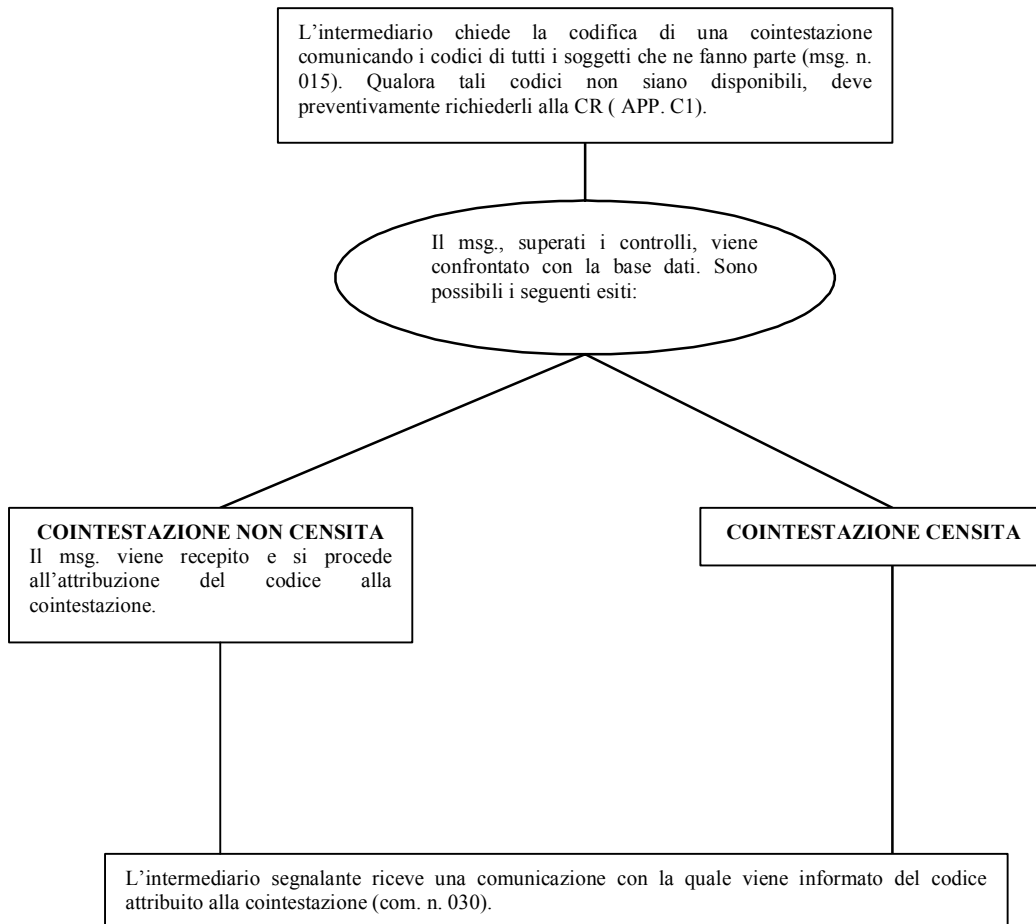 L’intermediario chiede la codifica di una cointestazione
comunicando i codici di tutti i soggetti che ne fanno parte (msg. n.
015). Qualora tali codici non siano disponibili, deve
preventivamente richiederli alla CR ( APP. C1).
Il msg., superati i controlli, viene
confrontato con la base dati. Sono
possibili i seguenti esiti:
COINTESTAZIONE NON CENSITA
Il msg. viene recepito e si procede
all’attribuzione del codice alla
cointestazione.
COINTESTAZIONE CENSITA
L’intermediario segnalante riceve una comunicazione con la quale viene informato del codice
attribuito alla cointestazione (com. n. 030).